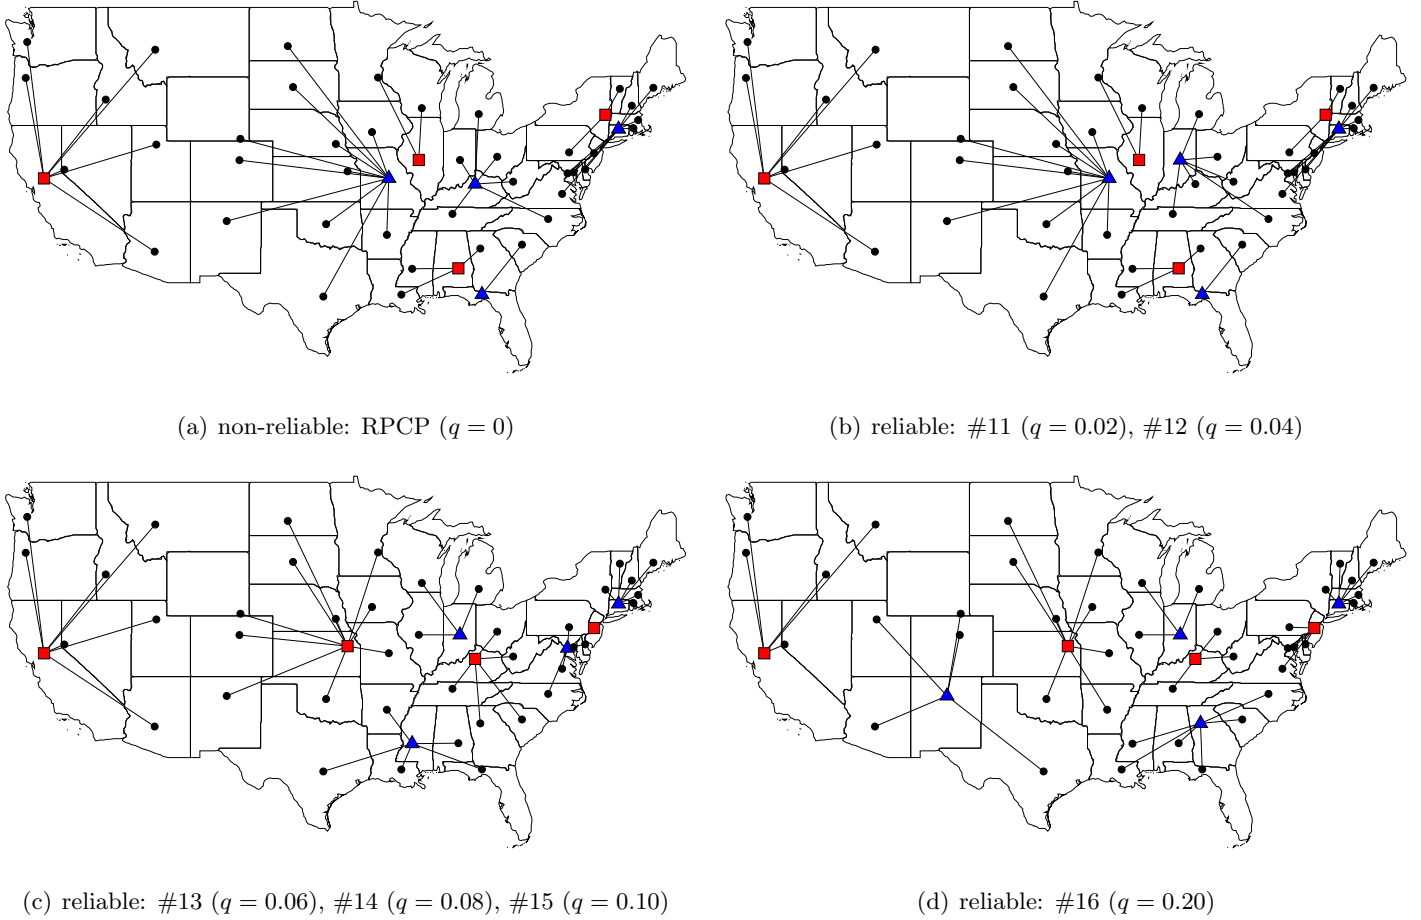 (a) non-reliable: RPCP (q = 0)
(b) reliable: #11 (q = 0.02), #12 (q = 0.04)
(c) reliable: #13 (q = 0.06), #14 (q = 0.08), #15 (q = 0.10)
(d) reliable: #16 (q = 0.20)